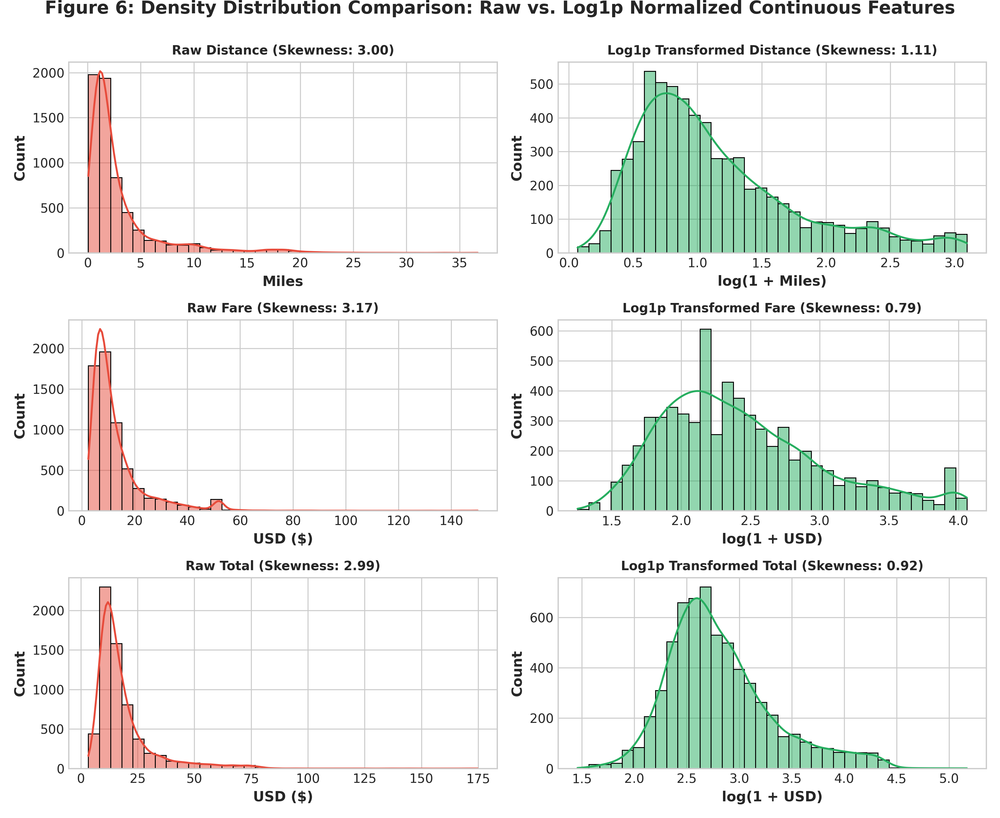 Figure 6: Density Distribution Comparison: Raw vs. Log1p Normalized Continuous Features
Raw Distance (Skewness: 3.00)
Count
2000
1500
1000
500
0
0 5 10 15 20 25 30 35
Miles
Log1p Transformed Distance (Skewness: 1.11)
Count
500
400
300
200
100
0
0.0 0.5 1.0 1.5 2.0 2.5 3.0
log(1 + Miles)
Raw Fare (Skewness: 3.17)
Count
2000
1500
1000
500
0
0 20 40 60 80 100 120 140
USD ($)
Log1p Transformed Fare (Skewness: 0.79)
Count
600
500
400
300
200
100
0
1.5 2.0 2.5 3.0 3.5 4.0
log(1 + USD)
Raw Total (Skewness: 2.99)
Count
2000
1500
1000
500
0
0 25 50 75 100 125 150 175
USD ($)
Log1p Transformed Total (Skewness: 0.92)
Count
600
400
200
0
1.5 2.0 2.5 3.0 3.5 4.0 4.5 5.0
log(1 + USD)